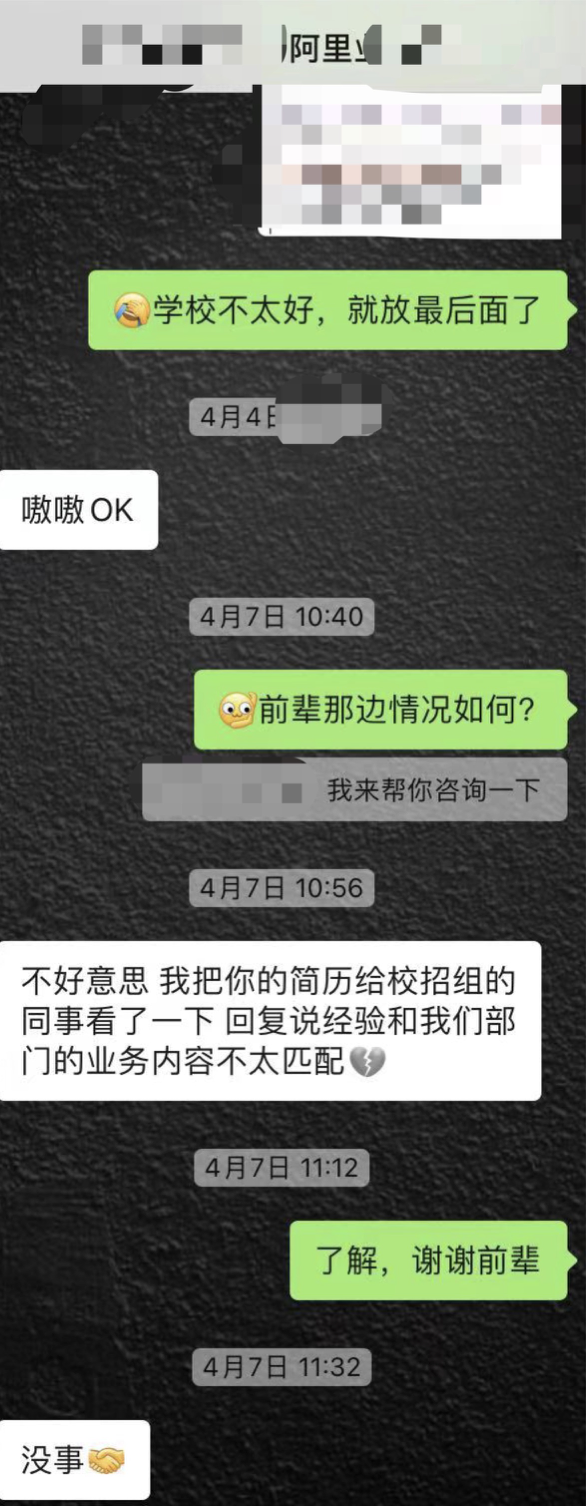 阿里
🤦学校不太好，就放最后面了
4月4日
嗷嗷OK
4月7日 10:40
🫣前辈那边情况如何？
我来帮你咨询一下
4月7日 10:56
不好意思 我把你的简历给校招组的
同事看了一下 回复说经验和我们部
门的业务内容不太匹配💔
4月7日 11:12
了解，谢谢前辈
4月7日 11:32
没事🤝